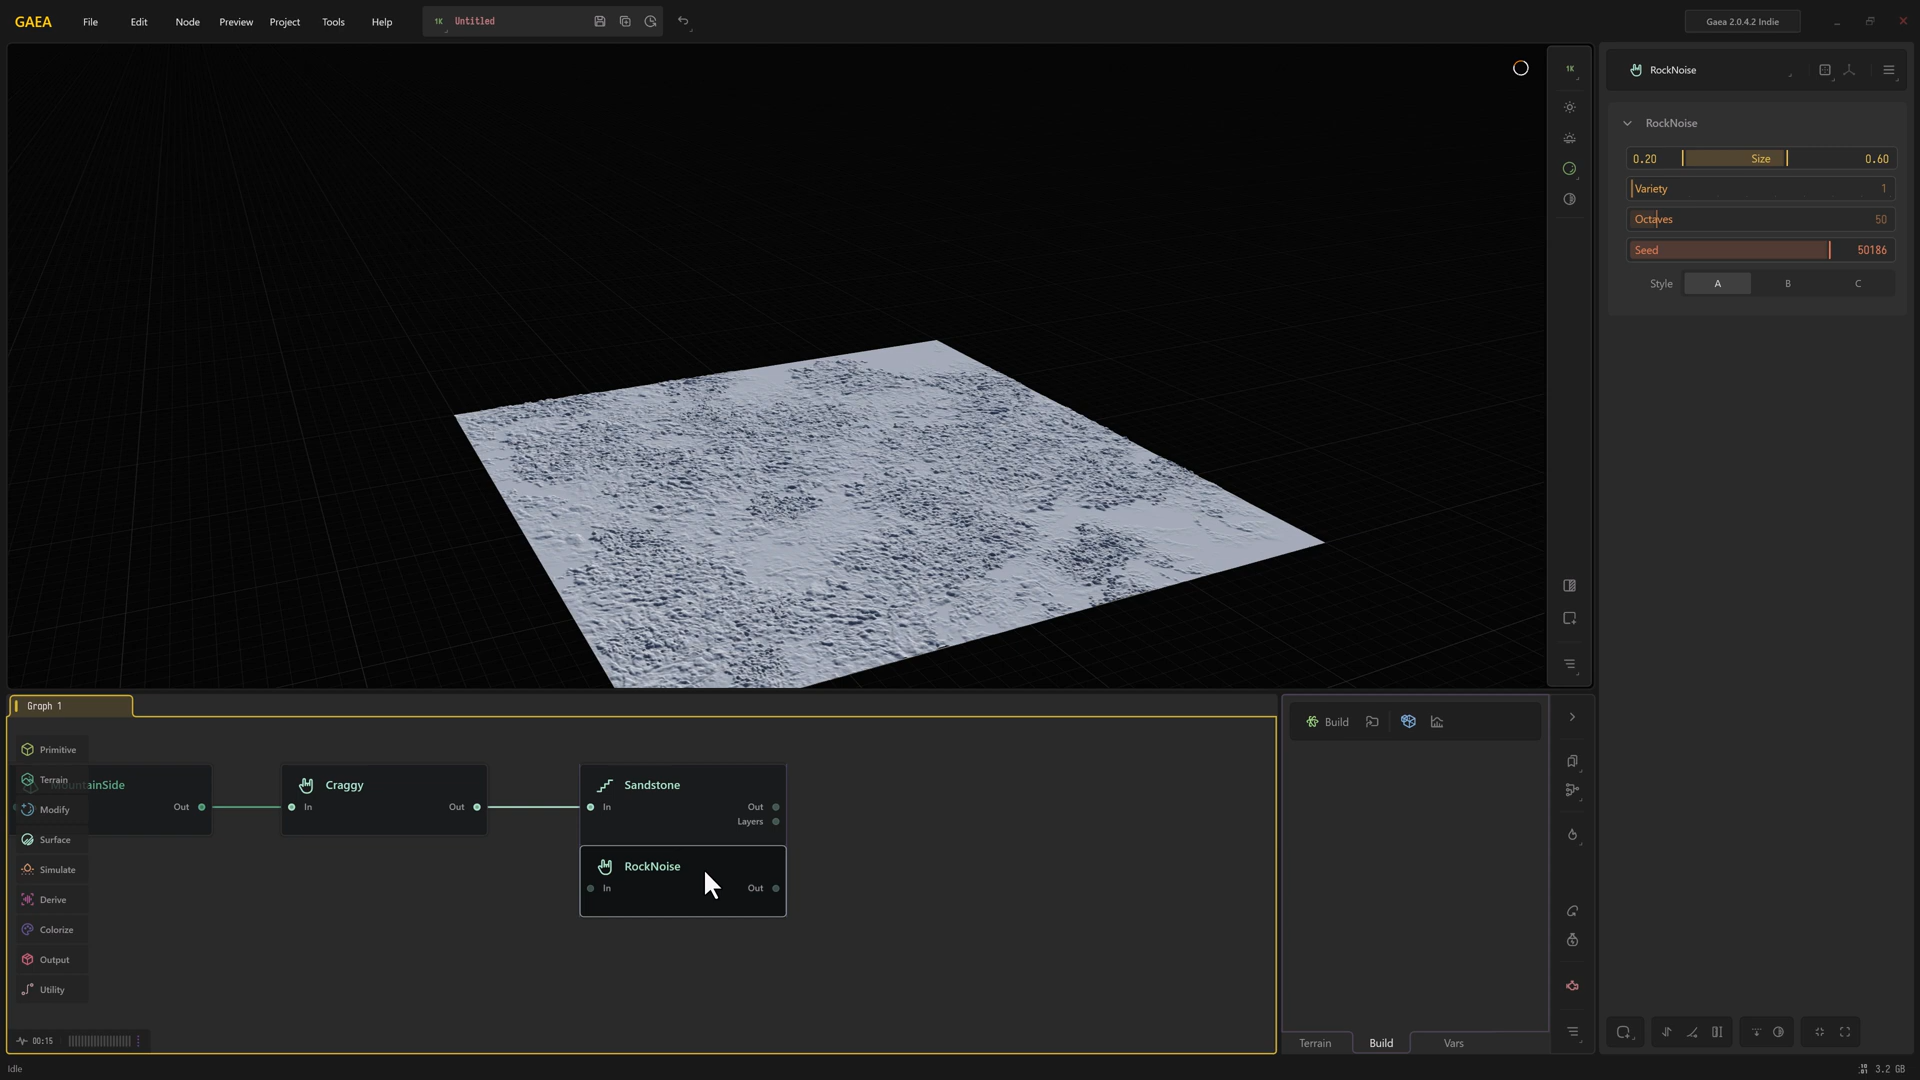 GAEA File Edit Node Preview Project Tools Help 1K Untitled Gaea 2.0.4.2 Indie
1K
RockNoise
RockNoise
0.20 Size 0.60
Variety 1
Octaves 50
Seed 50186
Style A B C
Graph 1
Build
Primitive
Terrain
Modify
Surface
Simulate
Derive
Colorize
Output
Utility
MountainSide
Out
Craggy
In Out
Sandstone
In Out
Layers
RockNoise
In Out
00:15
Terrain Build Vars
Idle
3.2 GB